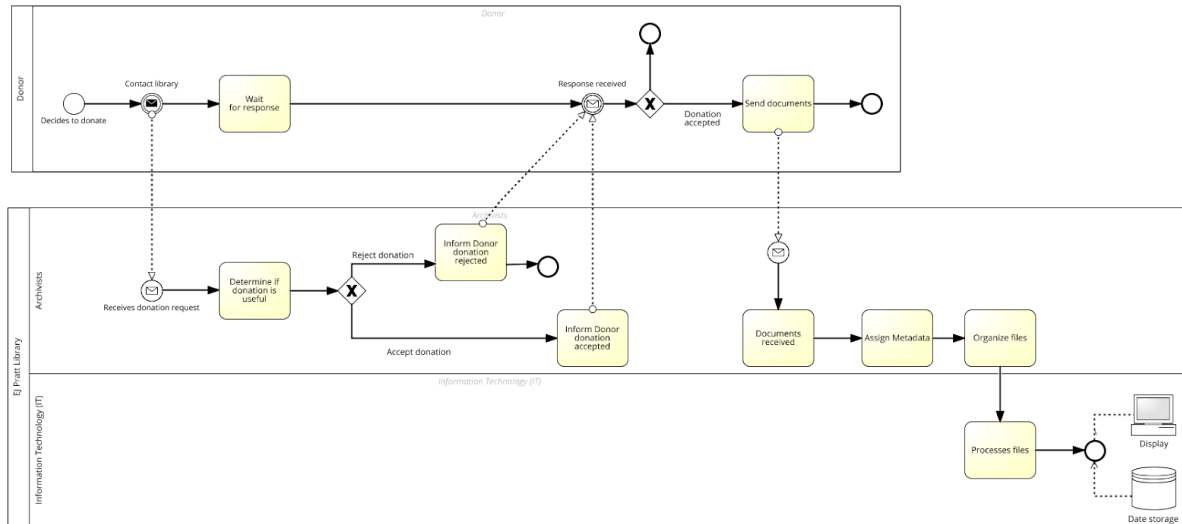 Donor
Donor
Decides to donate
Contact library
Wait
for response
Response received
Donation
accepted
Send documents
EJ Pratt Library
Archivists
Archivists
Receives donation request
Determine if
donation is
useful
Reject donation
Inform Donor
donation
rejected
Accept donation
Inform Donor
donation
accepted
Documents
received
Assign Metadata
Organize files
Information Technology (IT)
Information Technology (IT)
Processes files
Display
Date storage